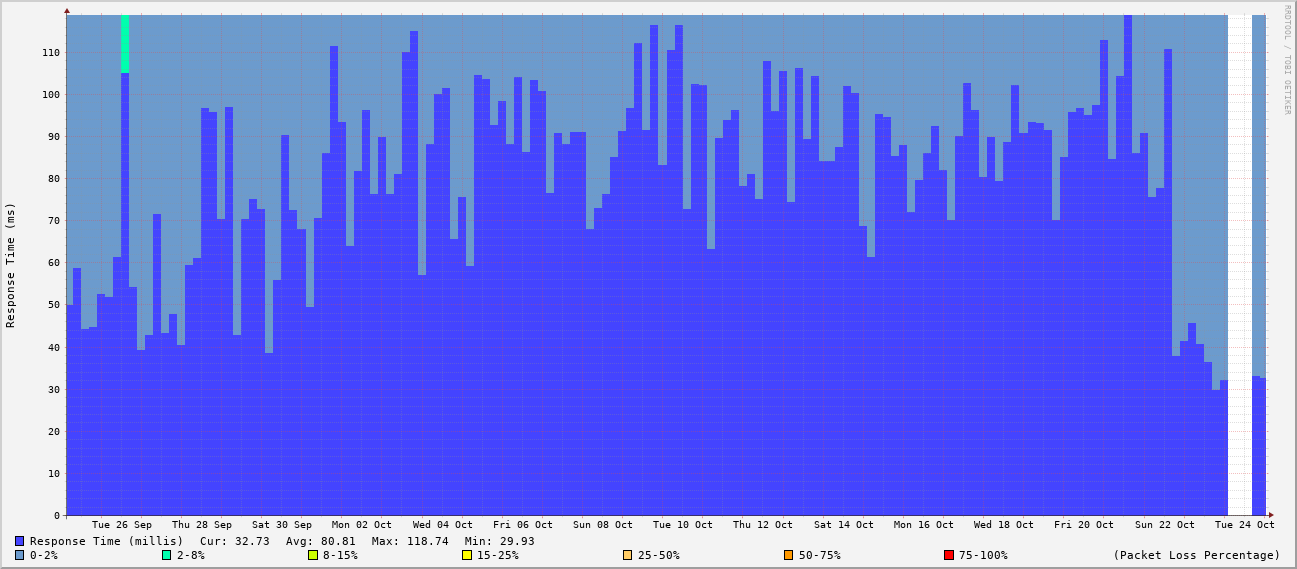 RRDTOOL / TOBI OETIKER
Response Time (ms)
110
100
90
80
70
60
50
40
30
20
10
0
Tue 26 Sep Thu 28 Sep Sat 30 Sep Mon 02 Oct Wed 04 Oct Fri 06 Oct Sun 08 Oct Tue 10 Oct Thu 12 Oct Sat 14 Oct Mon 16 Oct Wed 18 Oct Fri 20 Oct Sun 22 Oct Tue 24 Oct
Response Time (millis) Cur: 32.73 Avg: 80.81 Max: 118.74 Min: 29.93
0-2% 2-8% 8-15% 15-25% 25-50% 50-75% 75-100% (Packet Loss Percentage)